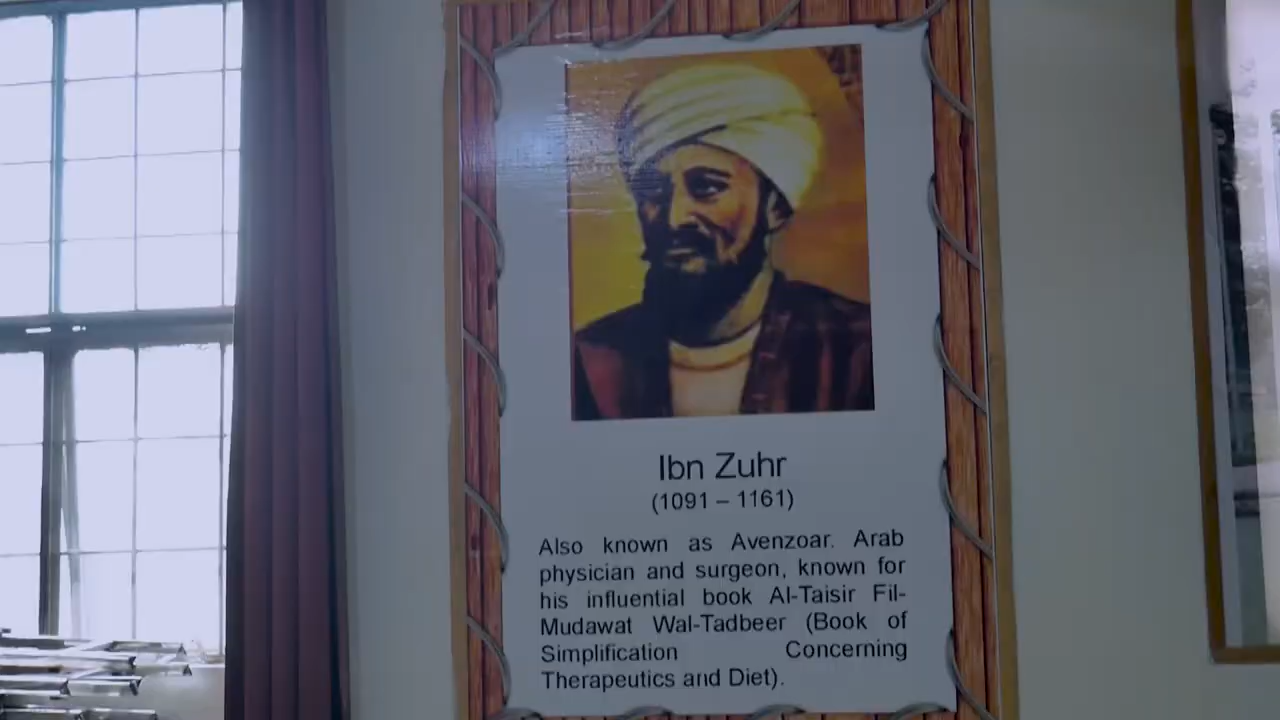 Ibn Zuhr
(1091 – 1161)
Also known as Avenzoar. Arab
physician and surgeon, known for
his influential book Al-Taisir Fil-
Mudawat Wal-Tadbeer (Book of
Simplification Concerning
Therapeutics and Diet).